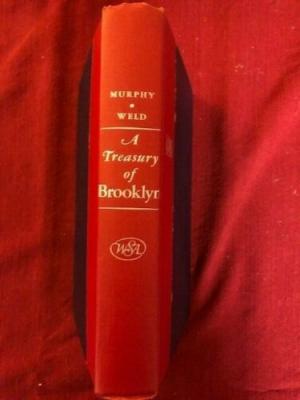 MURPHY
•
WELD
A
Treasury
of
Brooklyn
WSA